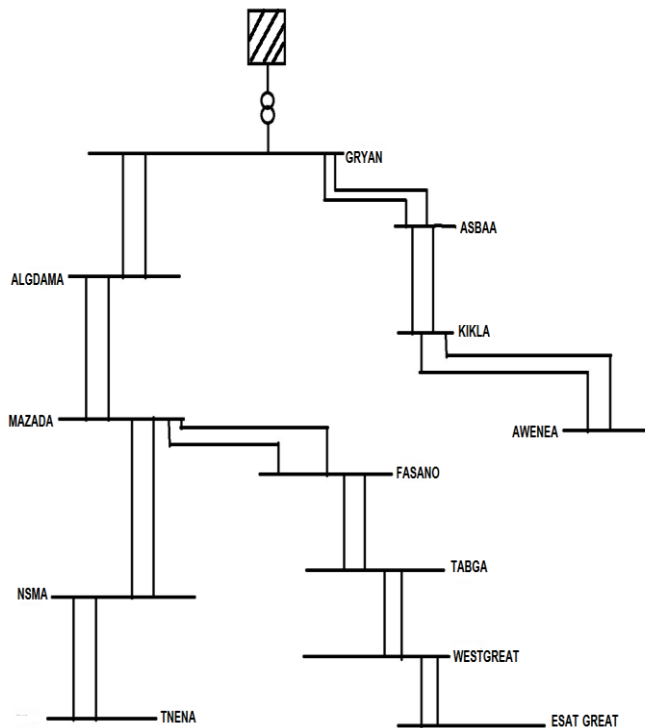 GRYAN
ASBAA
ALGDAMA
KIKLA
MAZADA
AWENEA
FASANO
TABGA
NSMA
WESTGREAT
TNENA
ESAT GREAT